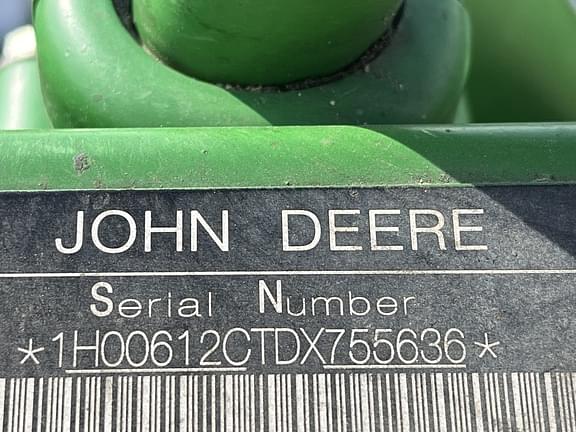 JOHN DEERE
Serial Number
*1H00612CTDX755636*